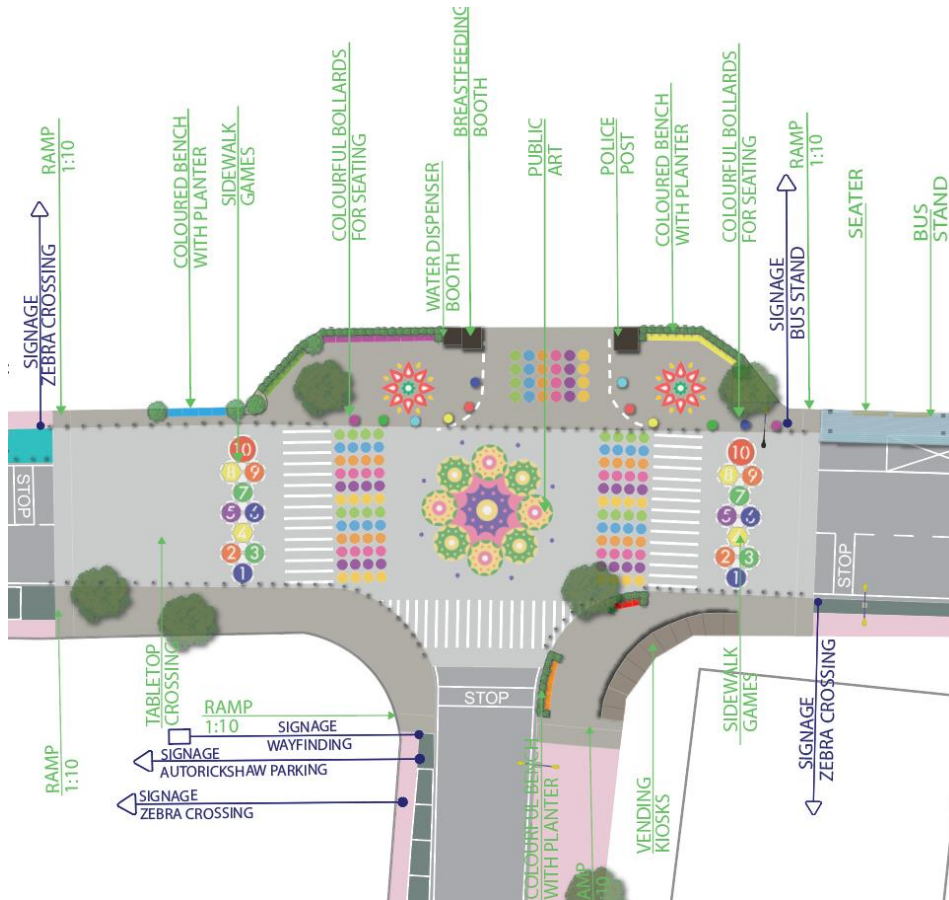 RAMP
1:10
COLOURED BENCH
WITH PLANTER
SIDEWALK
GAMES
COLOURFUL BOLLARDS
FOR SEATING
WATER DISPENSER
BOOTH
BREASTFEEDING
BOOTH
PUBLIC
ART
POLICE
POST
COLOURED BENCH
WITH PLANTER
COLOURFUL BOLLARDS
FOR SEATING
RAMP
1:10
SEATER
BUS
STAND
SIGNAGE
ZEBRA CROSSING
SIGNAGE
BUS STAND
10
8 9
7
5 6
4
2 3
1
10
8 9
7
5 6
4
2 3
1
STOP
STOP
STOP
TABLETOP
CROSSING
RAMP
1:10
RAMP
1:10
SIGNAGE
WAYFINDING
SIGNAGE
AUTORICKSHAW PARKING
SIGNAGE
ZEBRA CROSSING
COLOURFUL BENCH
WITH PLANTER
AMP
1:10
VENDING
KIOSKS
SIDEWALK
GAMES
SIGNAGE
ZEBRA CROSSING